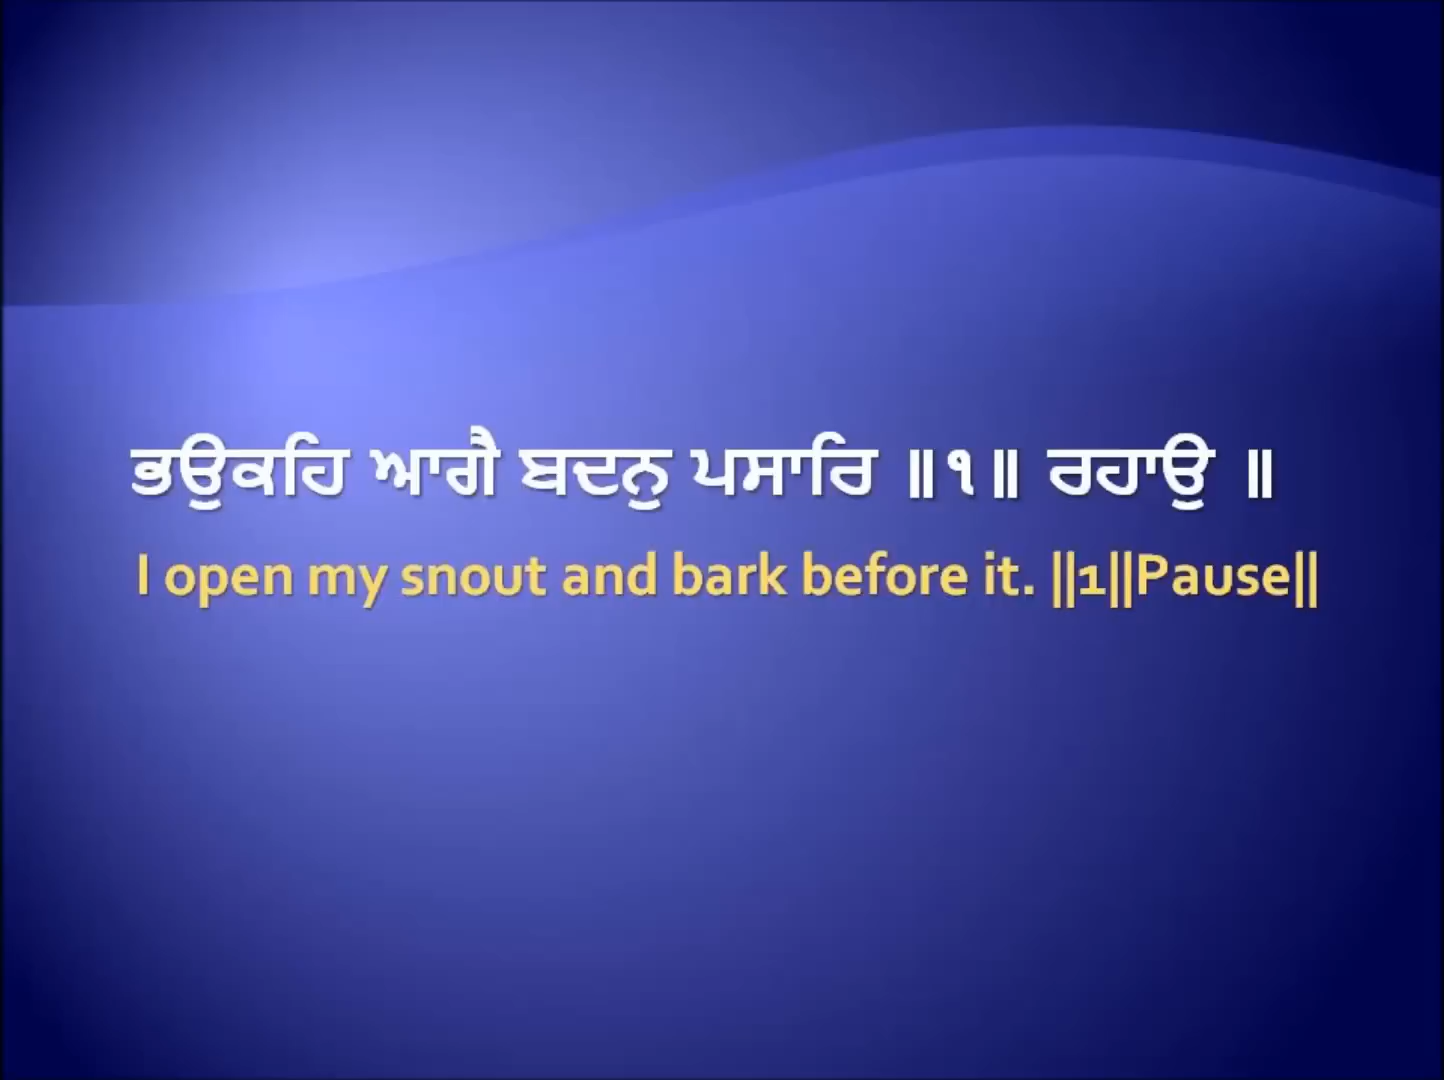 ਭਉਕਹਿ ਆਗੈ ਬਦਨੁ ਪਸਾਰਿ ॥੧॥ ਰਹਾਉ ॥
I open my snout and bark before it. ||1||Pause||